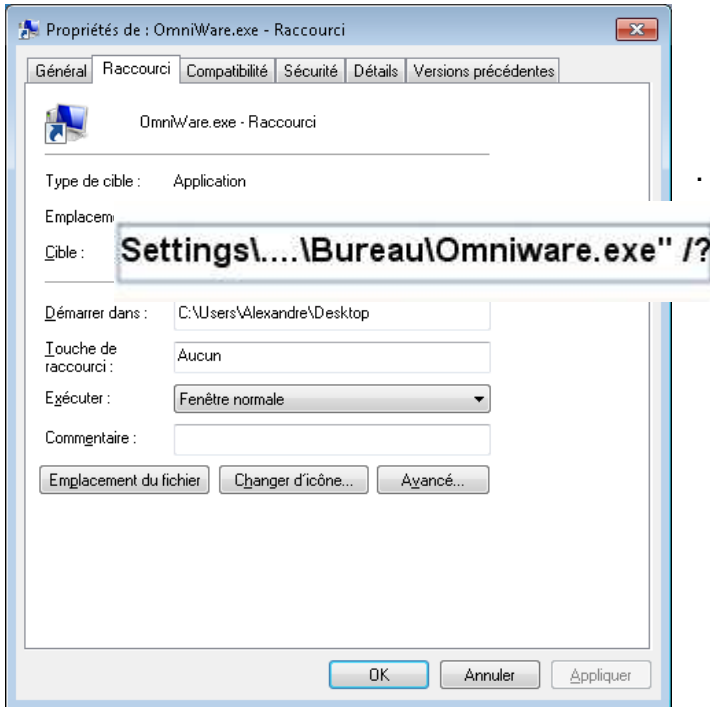 Propriétés de : OmniWare.exe - Raccourci
Général Raccourci Compatibilité Sécurité Détails Versions précédentes
OmniWare.exe - Raccourci
Type de cible : Application
Emplacem
Cible : Settings\....\Bureau\Omniware.exe" /?
Démarrer dans : C:\Users\Alexandre\Desktop
Touche de
raccourci : Aucun
Exécuter : Fenêtre normale
Commentaire :
Emplacement du fichier Changer d'icône... Avancé...
OK Annuler Appliquer